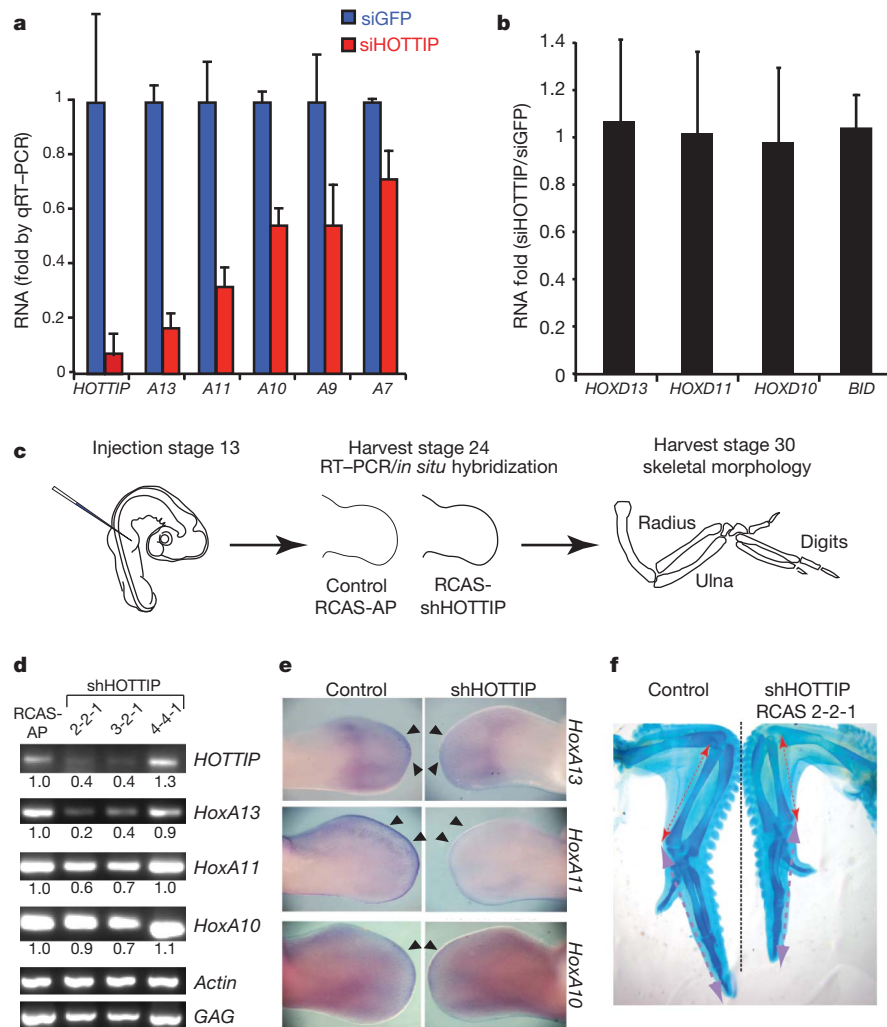 a
siGFP
siHOTTIP
RNA (fold by qRT–PCR)
1
0.8
0.6
0.4
0.2
0
HOTTIP A13 A11 A10 A9 A7
b
RNA fold (siHOTTIP/siGFP)
1.4
1.2
1
0.8
0.6
0.4
0.2
0
HOXD13 HOXD11 HOXD10 BID
c
Injection stage 13
Harvest stage 24
RT–PCR/in situ hybridization
Control
RCAS-AP
RCAS-
shHOTTIP
Harvest stage 30
skeletal morphology
Radius
Ulna
Digits
d
shHOTTIP
RCAS-
AP
2-2-1 3-2-1 4-4-1
HOTTIP
1.0 0.4 0.4 1.3
HoxA13
1.0 0.2 0.4 0.9
HoxA11
1.0 0.6 0.7 1.0
HoxA10
1.0 0.9 0.7 1.1
Actin
GAG
e
Control shHOTTIP
HoxA13
HoxA11
HoxA10
f
Control
shHOTTIP
RCAS 2-2-1